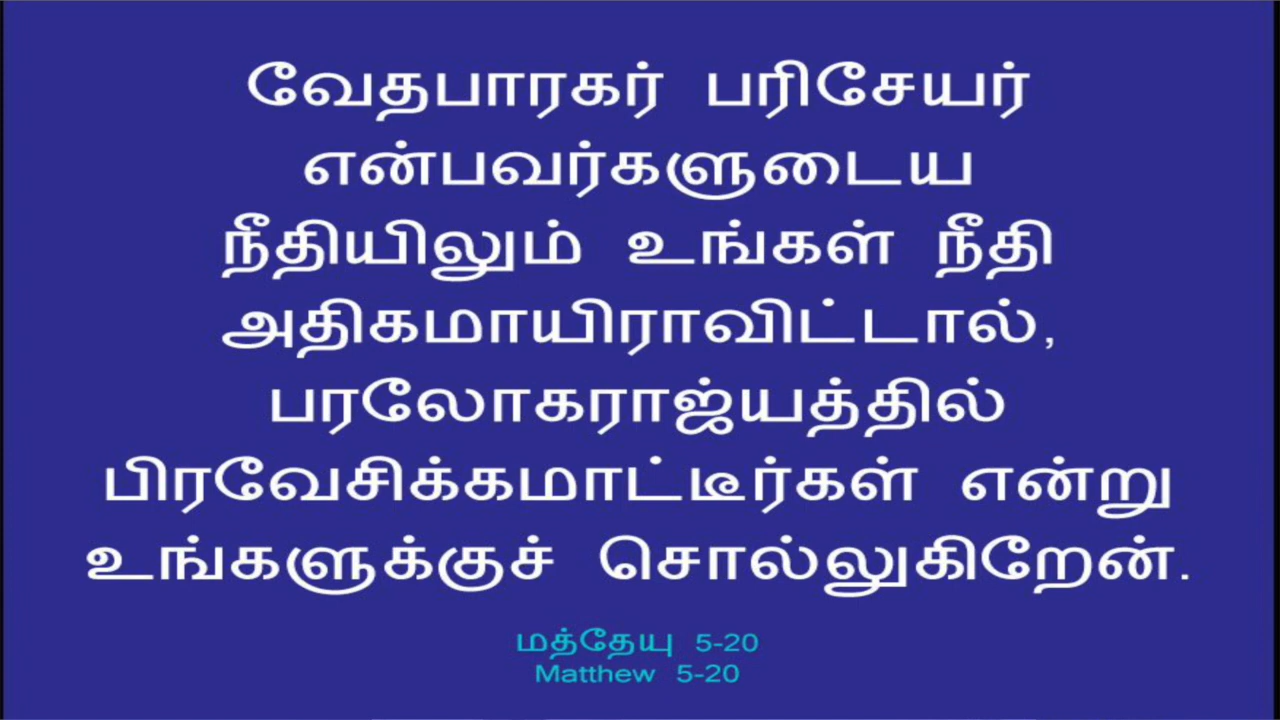 வேதபாரகர் பரிசேயர்
என்பவர்களுடைய
நீதியிலும் உங்கள் நீதி
அதிகமாயிராவிட்டால்,
பரலோகராஜ்யத்தில்
பிரவேசிக்கமாட்டீர்கள் என்று
உங்களுக்குச் சொல்லுகிறேன்.
மத்தேயு 5-20
Matthew 5-20